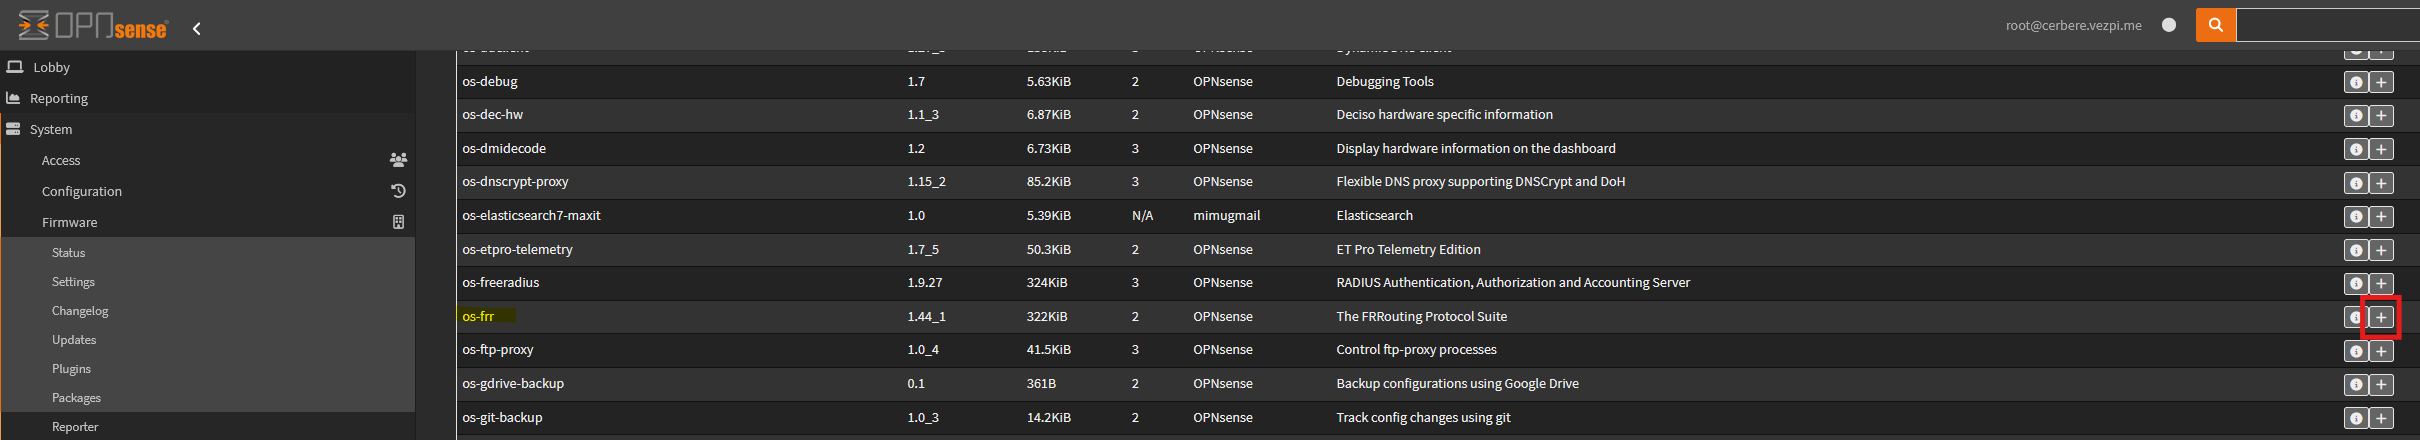 OPNsense
root@cerbere.vezpi.me
Lobby
Reporting
System
Access
Configuration
Firmware
Status
Settings
Changelog
Updates
Plugins
Packages
Reporter
os-debug 1.7 5.63KiB 2 OPNsense Debugging Tools
os-dec-hw 1.1_3 6.87KiB 2 OPNsense Deciso hardware specific information
os-dmidecode 1.2 6.73KiB 3 OPNsense Display hardware information on the dashboard
os-dnscrypt-proxy 1.15_2 85.2KiB 3 OPNsense Flexible DNS proxy supporting DNSCrypt and DoH
os-elasticsearch7-maxit 1.0 5.39KiB N/A mimugmail Elasticsearch
os-etpro-telemetry 1.7_5 50.3KiB 2 OPNsense ET Pro Telemetry Edition
os-freeradius 1.9.27 324KiB 3 OPNsense RADIUS Authentication, Authorization and Accounting Server
os-frr 1.44_1 322KiB 2 OPNsense The FRRouting Protocol Suite
os-ftp-proxy 1.0_4 41.5KiB 3 OPNsense Control ftp-proxy processes
os-gdrive-backup 0.1 361B 2 OPNsense Backup configurations using Google Drive
os-git-backup 1.0_3 14.2KiB 2 OPNsense Track config changes using git